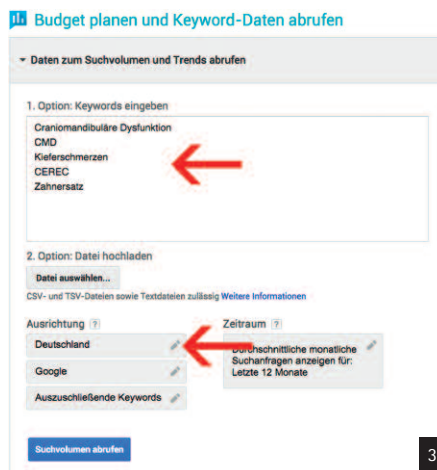 Budget planen und Keyword-Daten abrufen
Daten zum Suchvolumen und Trends abrufen
1. Option: Keywords eingeben
Craniomandibuläre Dysfunktion
CMD
Kieferschmerzen
CEREC
Zahnersatz
2. Option: Datei hochladen
Datei auswählen...
CSV- und TSV-Dateien sowie Textdateien zulässig Weitere Informationen
Ausrichtung ?
Deutschland
Google
Auszuschließende Keywords
Zeitraum ?
Durchschnittliche monatliche
Suchanfragen anzeigen für:
Letzte 12 Monate
Suchvolumen abrufen
3